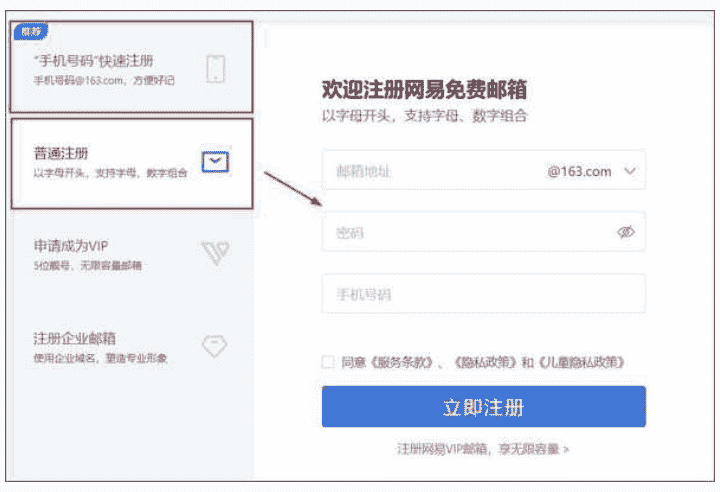 推荐
“手机号码”快速注册
手机号码@163.com，方便好记
普通注册
以字母开头，支持字母、数字组合
申请成为VIP
5位靓号、无限容量邮箱
注册企业邮箱
使用企业域名，塑造专业形象
欢迎注册网易免费邮箱
以字母开头，支持字母、数字组合
邮箱地址
@163.com
密码
手机号码
同意《服务条款》、《隐私政策》和《儿童隐私政策》
立即注册
注册网易VIP邮箱，享无限容量 >